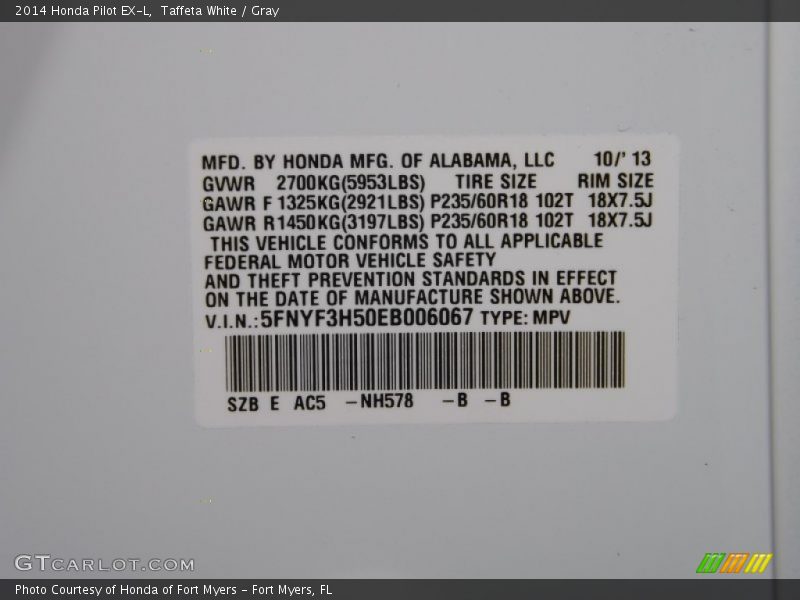 2014 Honda Pilot EX-L,  Taffeta White / Gray
MFD. BY HONDA MFG. OF ALABAMA, LLC 10/' 13
GVWR 2700KG(5953LBS) TIRE SIZE RIM SIZE
GAWR F 1325KG(2921LBS) P235/60R18 102T 18X7.5J
GAWR R1450KG(3197LBS) P235/60R18 102T 18X7.5J
THIS VEHICLE CONFORMS TO ALL APPLICABLE
FEDERAL MOTOR VEHICLE SAFETY
AND THEFT PREVENTION STANDARDS IN EFFECT
ON THE DATE OF MANUFACTURE SHOWN ABOVE.
V.I.N.:5FNYF3H50EB006067 TYPE: MPV
SZB E AC5 -NH578 -B -B
GTCARLOT.COM
Photo Courtesy of Honda of Fort Myers - Fort Myers, FL